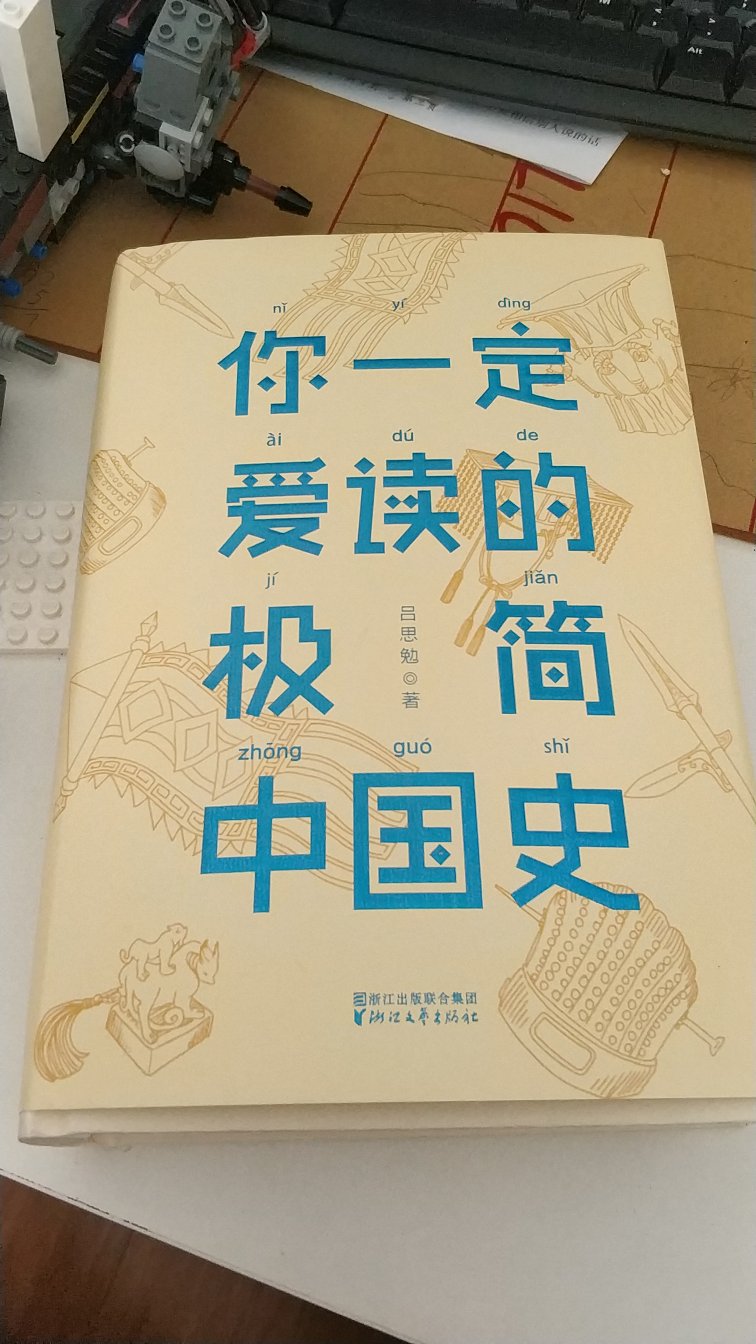 Alt
nǐ yí dìng
你一定
ài dú de
爱读的
jí jiǎn
极简
吕思勉◎著
zhōng guó shǐ
中国史
浙江出版联合集团
浙江文艺出版社